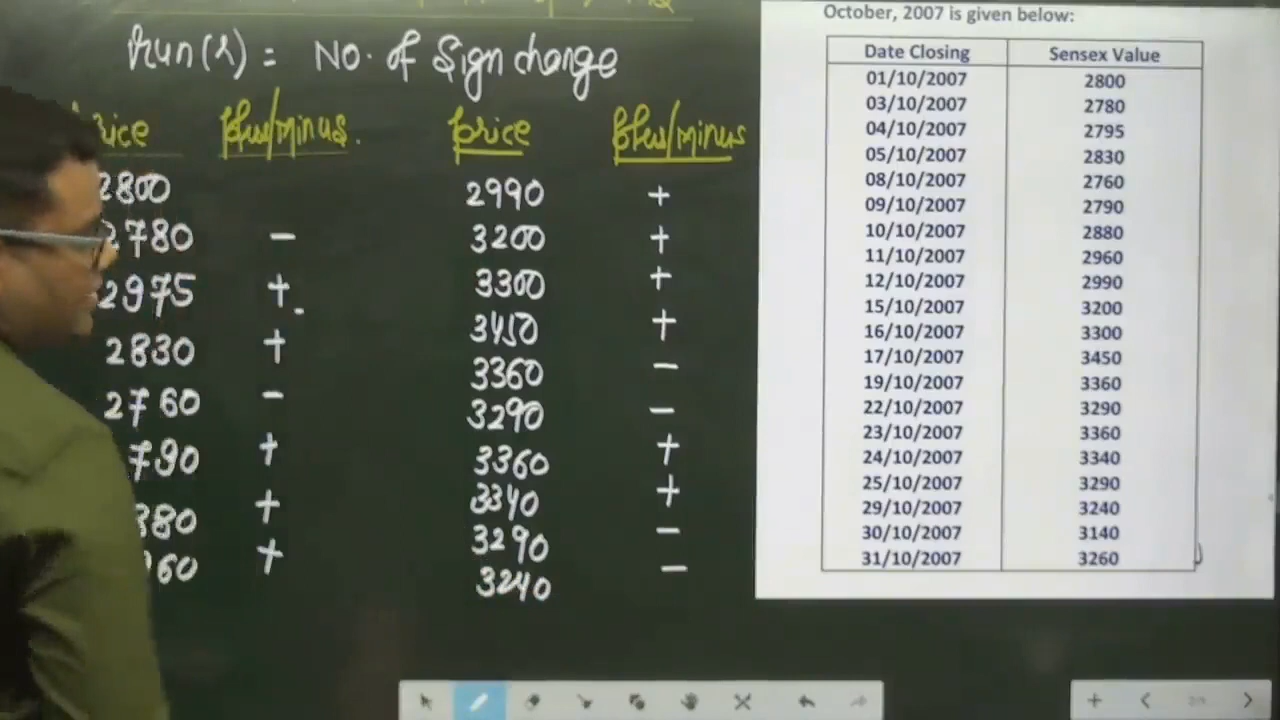 Run(r) = No. of Sign change
price plus/minus. price plus/minus
2800 2990 +
2780 - 3200 +
2975 + 3300 +
2830 + 3450 +
2760 - 3360 -
790 + 3290 -
880 + 3360 +
960 + 3340 +
3290 -
3240 -
October, 2007 is given below:
Date Closing Sensex Value
01/10/2007 2800
03/10/2007 2780
04/10/2007 2795
05/10/2007 2830
08/10/2007 2760
09/10/2007 2790
10/10/2007 2880
11/10/2007 2960
12/10/2007 2990
15/10/2007 3200
16/10/2007 3300
17/10/2007 3450
19/10/2007 3360
22/10/2007 3290
23/10/2007 3360
24/10/2007 3340
25/10/2007 3290
29/10/2007 3240
30/10/2007 3140
31/10/2007 3260